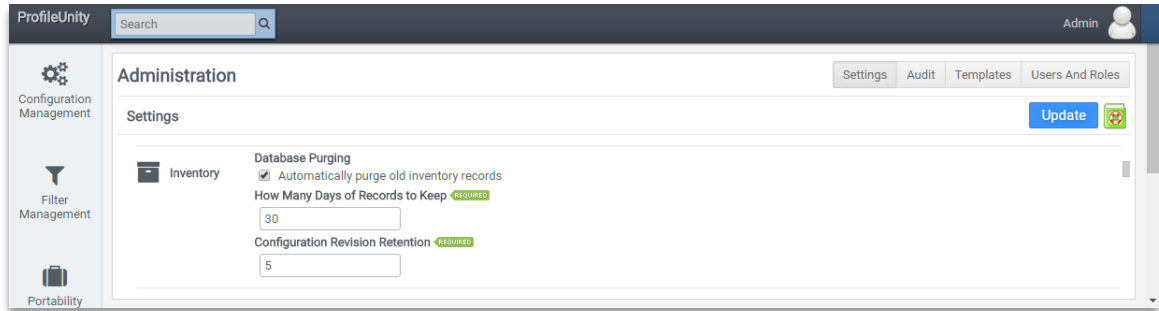 ProfileUnity
Search
Admin
Configuration
Management
Filter
Management
Portability
Administration
Settings
Audit
Templates
Users And Roles
Settings
Update
Inventory
Database Purging
Automatically purge old inventory records
How Many Days of Records to Keep REQUIRED
30
Configuration Revision Retention REQUIRED
5